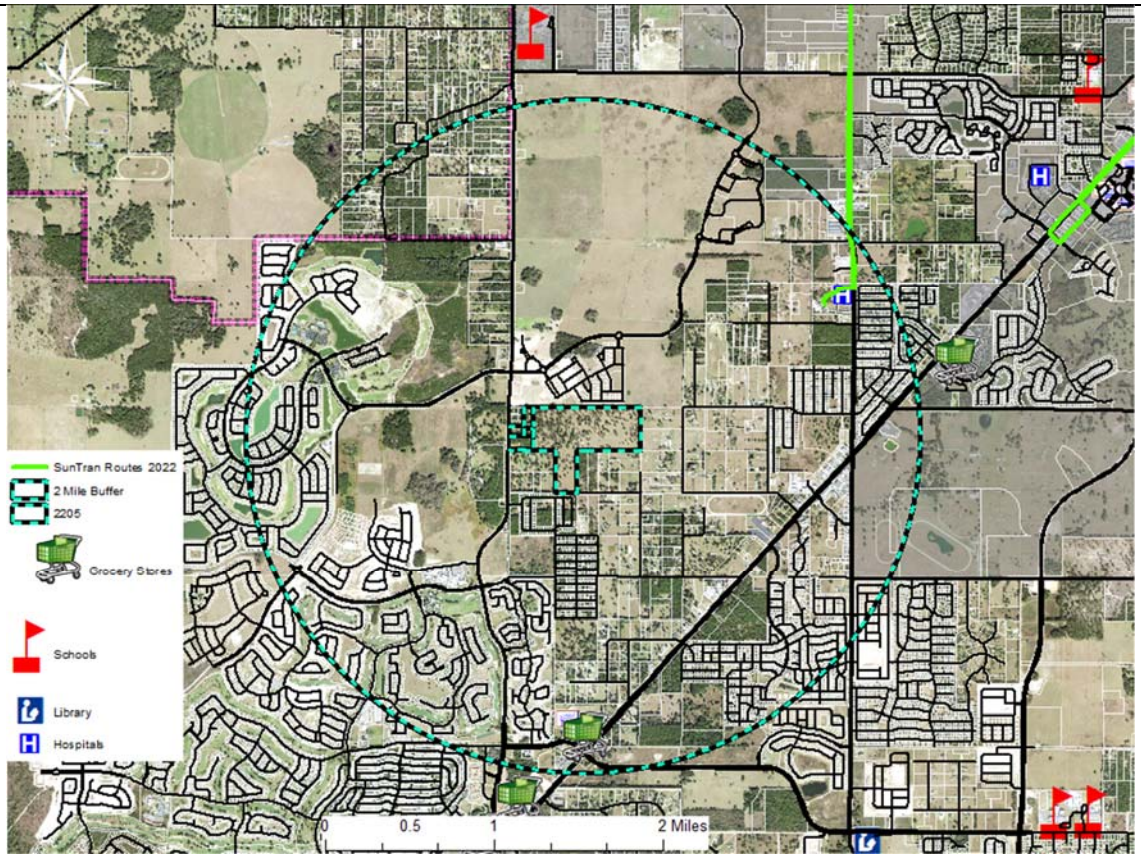 H
H
SunTran Routes 2022
2 Mile Buffer
2205
Grocery Stores
Schools
Library
H Hospitals
0 0.5 1 2 Miles